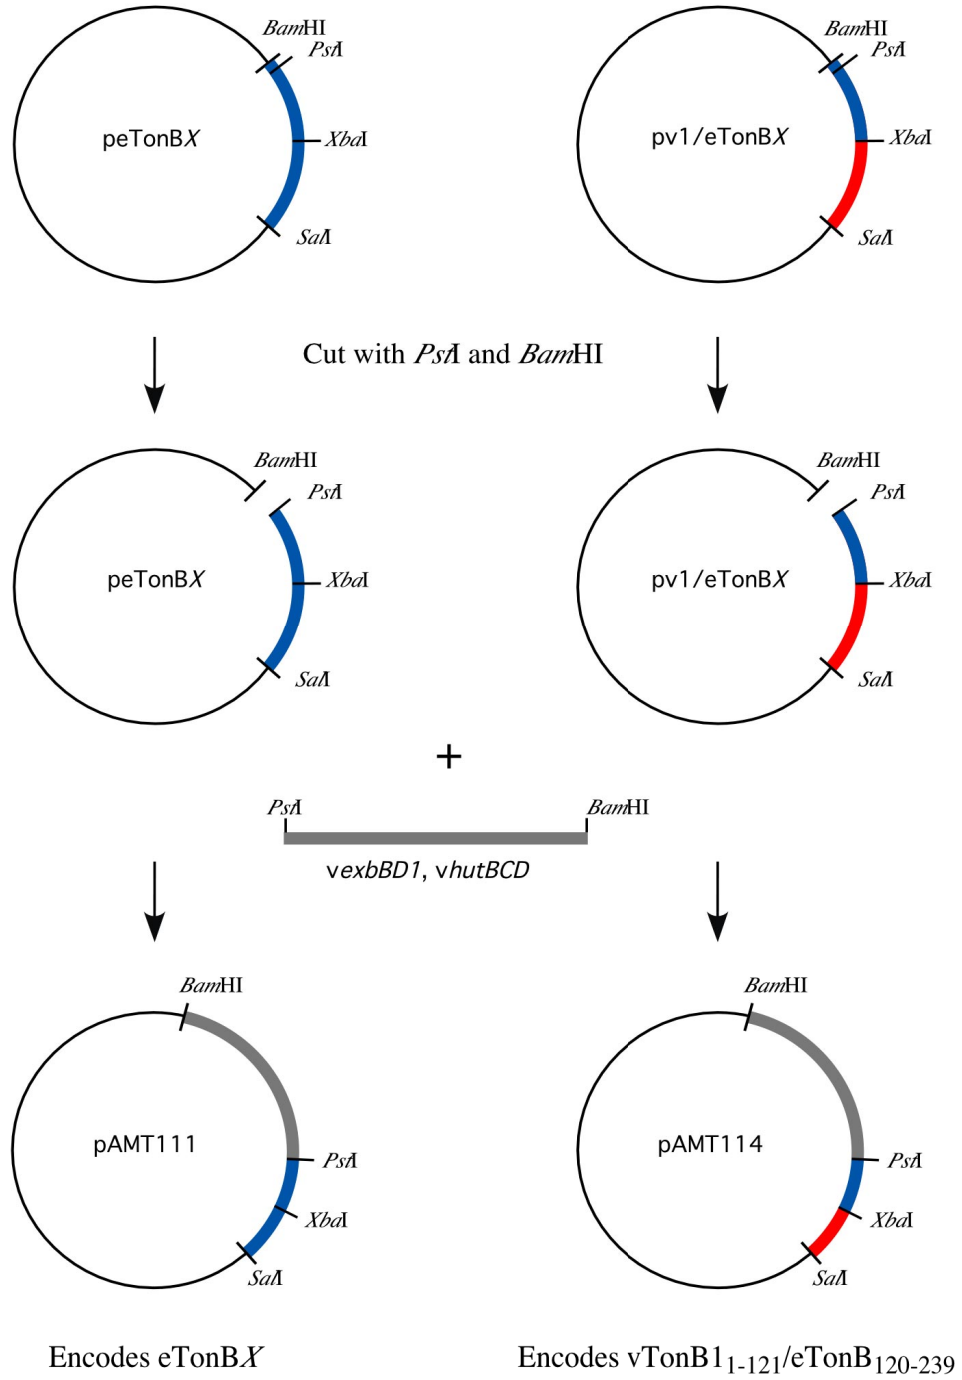 BamHI BamHI
PstI PstI
peTonBX XbaI pv1/eTonBX XbaI
SalI SalI
Cut with PstI and BamHI
BamHI BamHI
PstI PstI
peTonBX XbaI pv1/eTonBX XbaI
SalI SalI
+
PstI BamHI
vexbBD1, vhutBCD
BamHI BamHI
pAMT111 pAMT114
PstI PstI
XbaI XbaI
SalI SalI
Encodes eTonBX Encodes vTonB1₁₋₁₂₁/eTonB₁₂₀₋₂₃₉